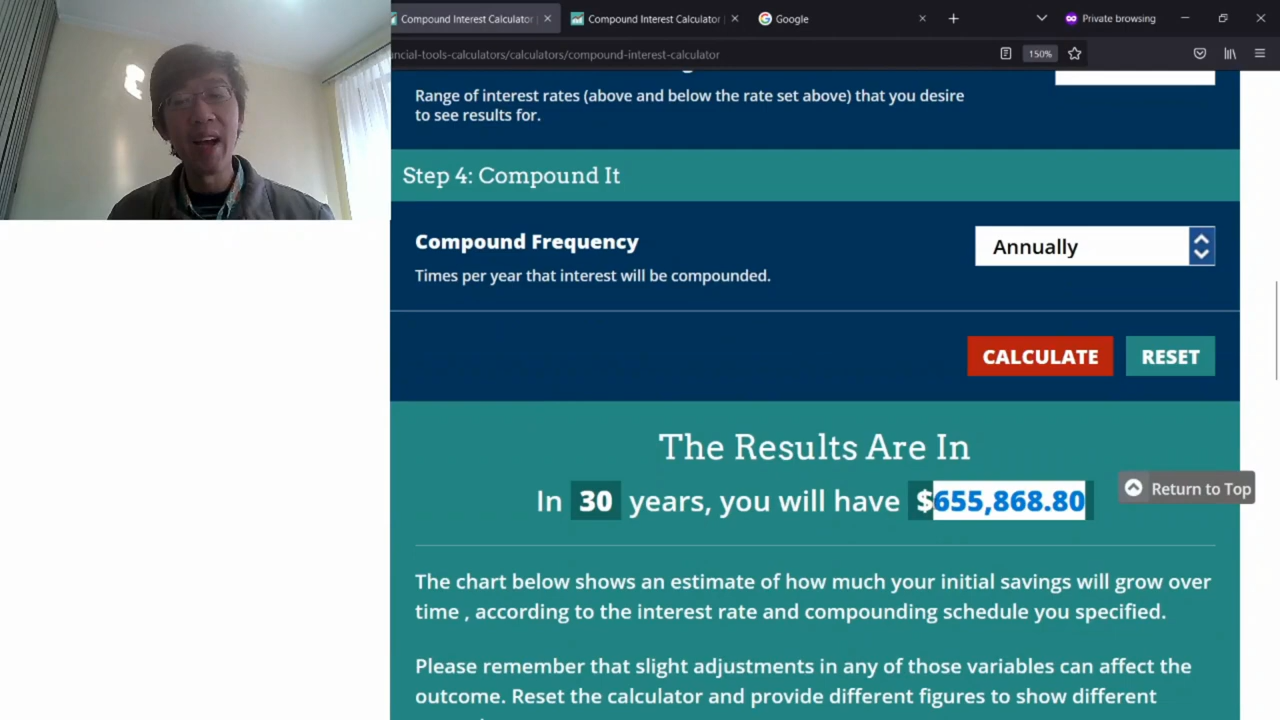 Compound Interest Calculator
Compound Interest Calculator
Google
Private browsing
ncial-tools-calculators/calculators/compound-interest-calculator
150%
Range of interest rates (above and below the rate set above) that you desire
to see results for.
Step 4: Compound It
Compound Frequency
Annually
Times per year that interest will be compounded.
CALCULATE
RESET
The Results Are In
In 30 years, you will have $655,868.80
Return to Top
The chart below shows an estimate of how much your initial savings will grow over
time , according to the interest rate and compounding schedule you specified.
Please remember that slight adjustments in any of those variables can affect the
outcome. Reset the calculator and provide different figures to show different